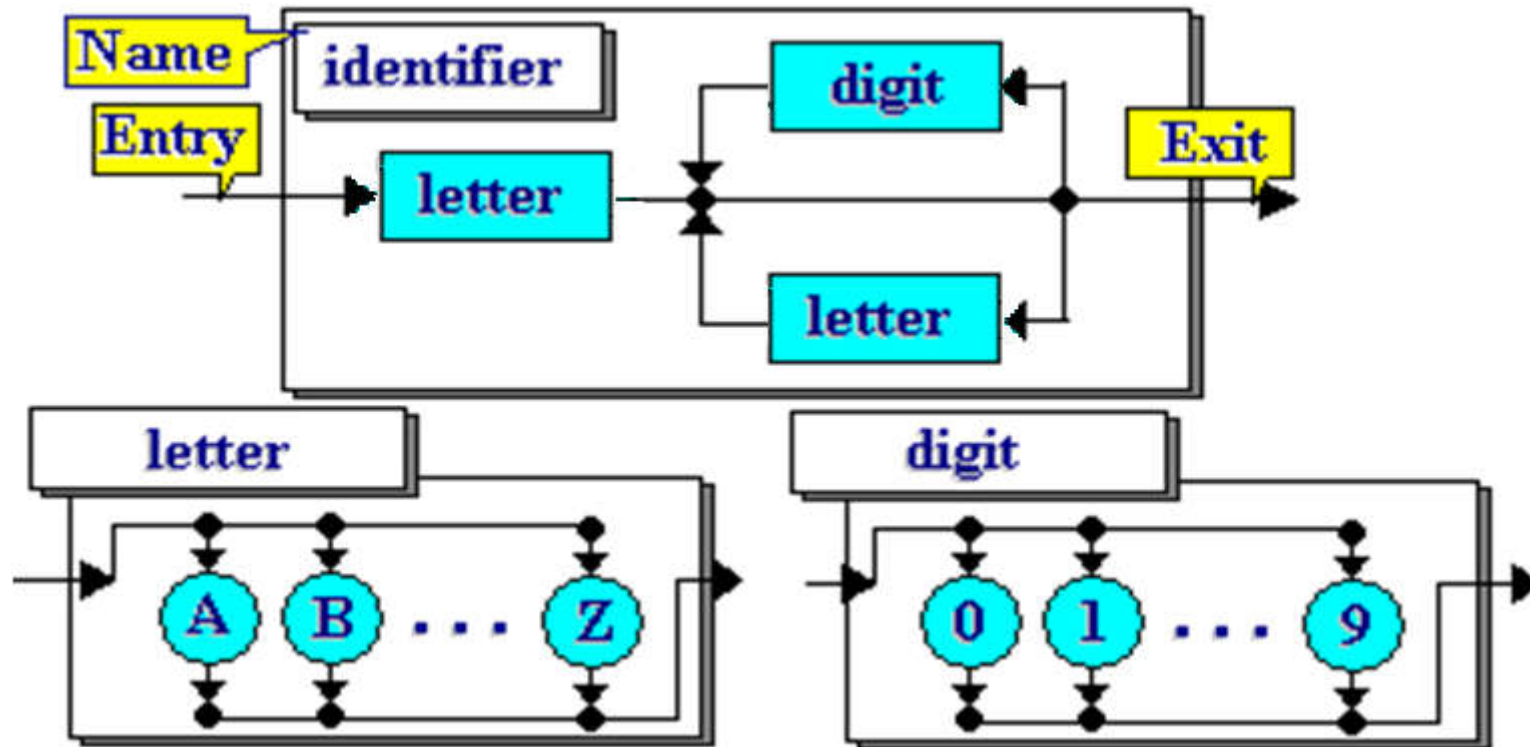 Name
identifier
digit
Entry
Exit
letter
letter
letter
digit
A B . . . Z
0 1 . . . 9